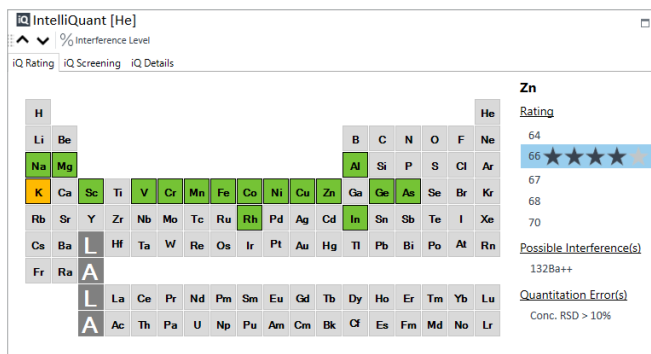 iQ IntelliQuant [He]
% Interference Level
iQ Rating iQ Screening iQ Details
Zn
Rating
H He
Li Be B C N O F Ne
64
Na Mg Al Si P S Cl Ar
66
K Ca Sc Ti V Cr Mn Fe Co Ni Cu Zn Ga Ge As Se Br Kr
67
68
Rb Sr Y Zr Nb Mo Tc Ru Rh Pd Ag Cd In Sn Sb Te I Xe
70
Cs Ba L Hf Ta W Re Os Ir Pt Au Hg Tl Pb Bi Po At Rn
Possible Interference(s)
Fr Ra A
132Ba++
L La Ce Pr Nd Pm Sm Eu Gd Tb Dy Ho Er Tm Yb Lu
Quantitation Error(s)
A Ac Th Pa U Np Pu Am Cm Bk Cf Es Fm Md No Lr
Conc. RSD > 10%